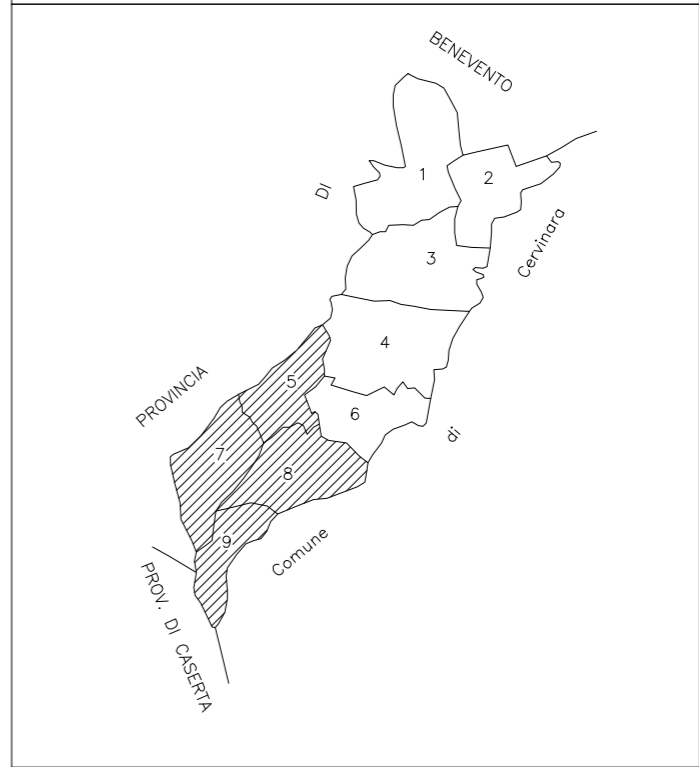 BENEVENTO
DI
1
2
Cervinara
3
4
PROVINCIA
5
6
di
7
8
9
Comune
PROV. DI CASERTA